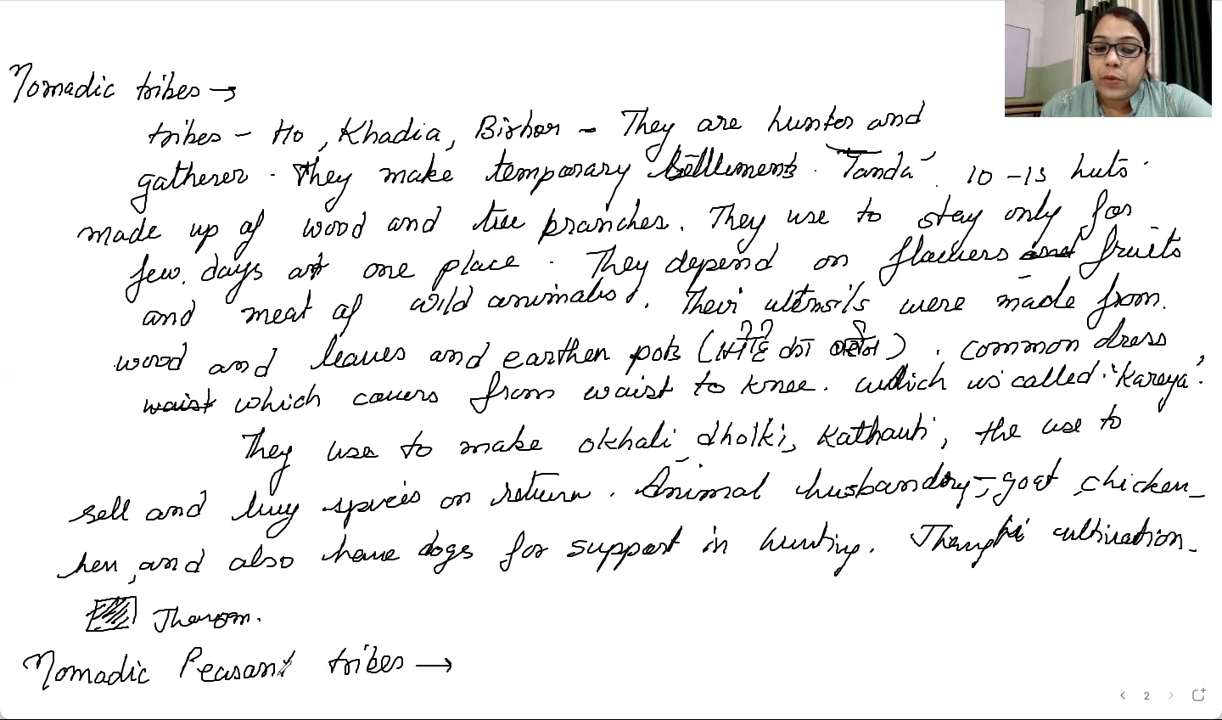 Nomadic tribes →
tribes - Ho, Khadia, Birhor - They are hunter and
gatherer. They make temporary settlements. 'Tanda'. 10-15 huts.
made up of wood and tree branches. They use to stay only for
few days at one place. They depend on flowers and fruits
and meat of wild animals. Their utensils were made from
wood and leaves and earthen pots ( का बर्तन). common dress
waist which covers from waist to knee. which is called 'Kareya'.
They use to make okhali, dholki, Kathauti, the use to
sell and buy spices on return. Animal husbandry - goat, chicken -
hen, and also have dogs for support in hunting. cultivation -
Nomadic Peasant tribes →
2